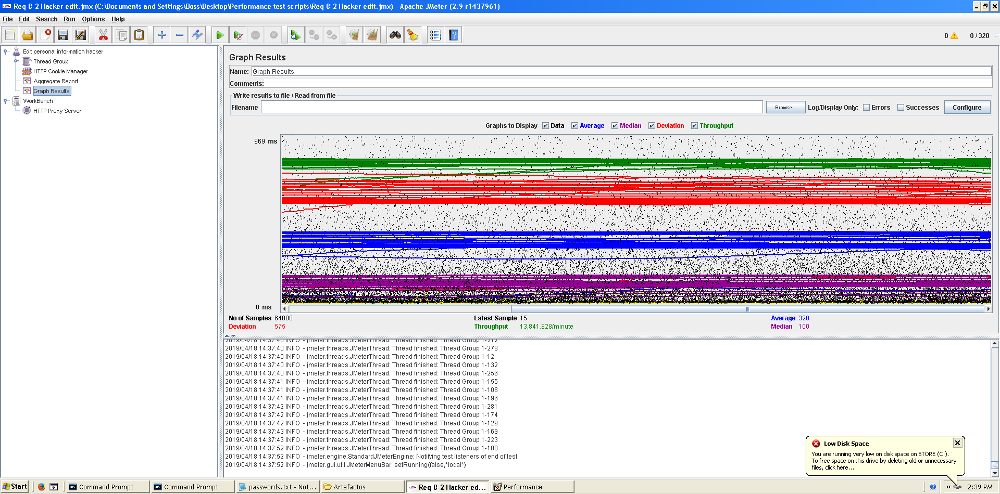 Req 8-2 Hacker edit.jmx (C:\Documents and Settings\Boss\Desktop\Performance test scripts\Req 8-2 Hacker edit.jmx) - Apache JMeter (2.9 r1437961)
File Edit Search Run Options Help
0 0 / 320
Edit personal information hacker
Thread Group
HTTP Cookie Manager
Aggregate Report
Graph Results
WorkBench
HTTP Proxy Server
Graph Results
Name: Graph Results
Comments:
Write results to file / Read from file
Filename Browse... Log/Display Only: Errors Successes Configure
Graphs to Display Data Average Median Deviation Throughput
969 ms
0 ms
No of Samples 64000 Latest Sample 15 Average 320
Deviation 575 Throughput 13,841.828/minute Median 100
2019/04/18 14:37:40 INFO - jmeter.threads.JMeterThread: Thread finished: Thread Group 1-212
2019/04/18 14:37:40 INFO - jmeter.threads.JMeterThread: Thread finished: Thread Group 1-278
2019/04/18 14:37:40 INFO - jmeter.threads.JMeterThread: Thread finished: Thread Group 1-12
2019/04/18 14:37:40 INFO - jmeter.threads.JMeterThread: Thread finished: Thread Group 1-132
2019/04/18 14:37:40 INFO - jmeter.threads.JMeterThread: Thread finished: Thread Group 1-256
2019/04/18 14:37:41 INFO - jmeter.threads.JMeterThread: Thread finished: Thread Group 1-155
2019/04/18 14:37:41 INFO - jmeter.threads.JMeterThread: Thread finished: Thread Group 1-108
2019/04/18 14:37:41 INFO - jmeter.threads.JMeterThread: Thread finished: Thread Group 1-196
2019/04/18 14:37:42 INFO - jmeter.threads.JMeterThread: Thread finished: Thread Group 1-281
2019/04/18 14:37:42 INFO - jmeter.threads.JMeterThread: Thread finished: Thread Group 1-174
2019/04/18 14:37:42 INFO - jmeter.threads.JMeterThread: Thread finished: Thread Group 1-129
2019/04/18 14:37:43 INFO - jmeter.threads.JMeterThread: Thread finished: Thread Group 1-169
2019/04/18 14:37:43 INFO - jmeter.threads.JMeterThread: Thread finished: Thread Group 1-223
2019/04/18 14:37:52 INFO - jmeter.threads.JMeterThread: Thread finished: Thread Group 1-100
2019/04/18 14:37:52 INFO - jmeter.engine.StandardJMeterEngine: Notifying test listeners of end of test
2019/04/18 14:37:52 INFO - jmeter.gui.util.JMeterMenuBar: setRunning(false,*local*)
Low Disk Space
You are running very low on disk space on STORE (C:).
To free space on this drive by deleting old or unnecessary
files, click here...
Start Command Prompt Command Prompt passwords.txt - Not... Artefactos Req 8-2 Hacker ed... Performance « 2:39 PM